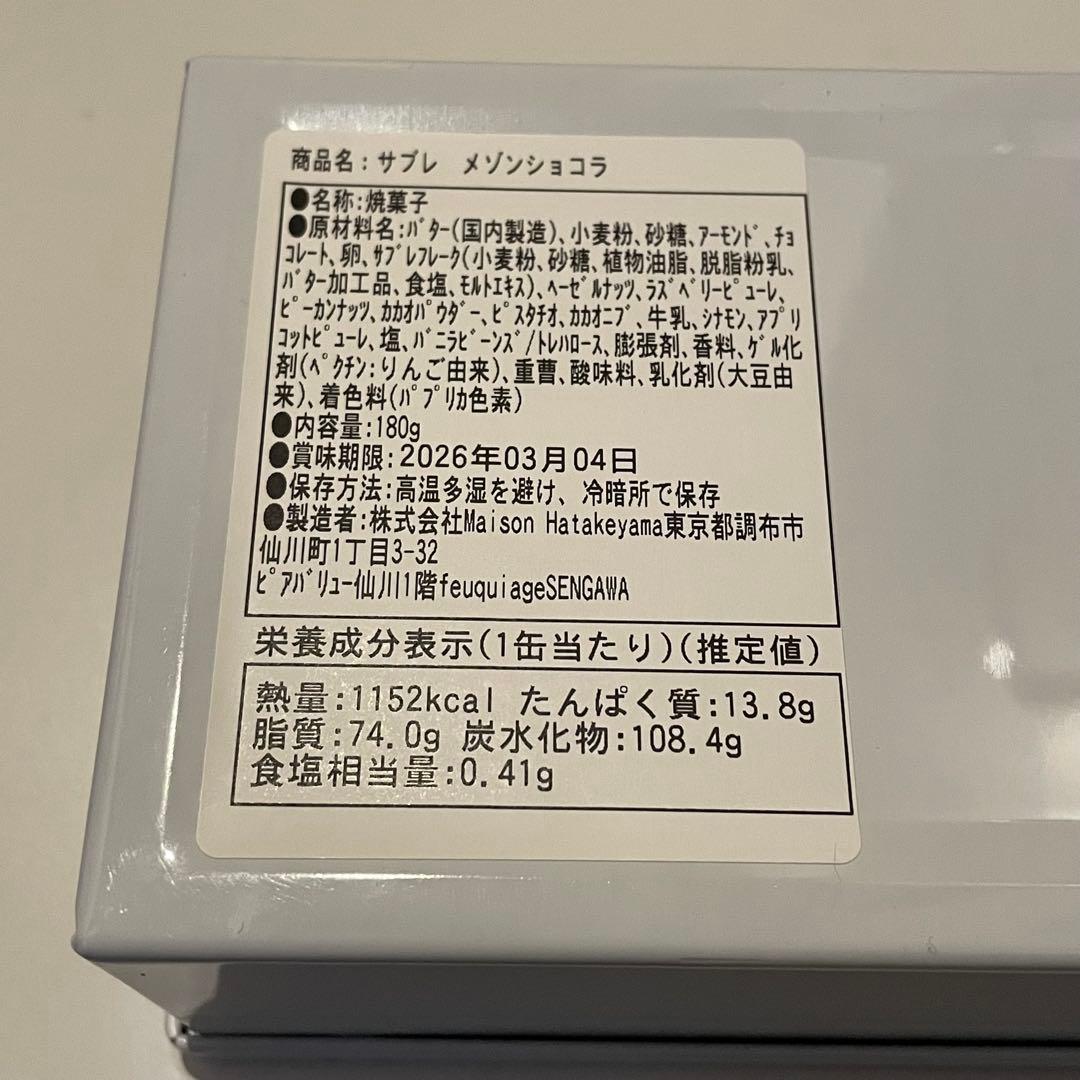 商品名：サブレ　メゾンショコラ
●名称:焼菓子
●原材料名:ﾊﾞﾀｰ(国内製造)､小麦粉､砂糖､ｱｰﾓﾝﾄﾞ､ﾁｮ
ｺﾚｰﾄ､卵､ｻﾌﾞﾚﾌﾚｰｸ(小麦粉､砂糖､植物油脂､脱脂粉乳､
ﾊﾞﾀｰ加工品､食塩､ﾓﾙﾄｴｷｽ)､ﾍｰｾﾞﾙﾅｯﾂ､ﾗｽﾞﾍﾞﾘｰﾋﾟｭｰﾚ､
ﾋﾟｰｶﾝﾅｯﾂ､ｶｶｵﾊﾟｳﾀﾞｰ､ﾋﾟｽﾀﾁｵ､ｶｶｵﾆﾌﾞ､牛乳､ｼﾅﾓﾝ､ｱﾌﾟﾘ
ｺｯﾄﾋﾟｭｰﾚ､塩､ﾊﾞﾆﾗﾋﾞｰﾝｽﾞ/ﾄﾚﾊﾛｰｽ､膨張剤､香料､ｹﾞﾙ化
剤(ﾍﾟｸﾁﾝ:りんご由来)､重曹､酸味料､乳化剤(大豆由
来)､着色料(ﾊﾟﾌﾟﾘｶ色素)
●内容量:180g
●賞味期限:2026年03月04日
●保存方法:高温多湿を避け、冷暗所で保存
●製造者:株式会社Maison Hatakeyama東京都調布市
仙川町1丁目3-32
ﾋﾟｱﾊﾞﾘｭｰ仙川1階feuquiageSENGAWA
栄養成分表示(1缶当たり)(推定値)
熱量:1152kcal たんぱく質:13.8g
脂質:74.0g 炭水化物:108.4g
食塩相当量:0.41g